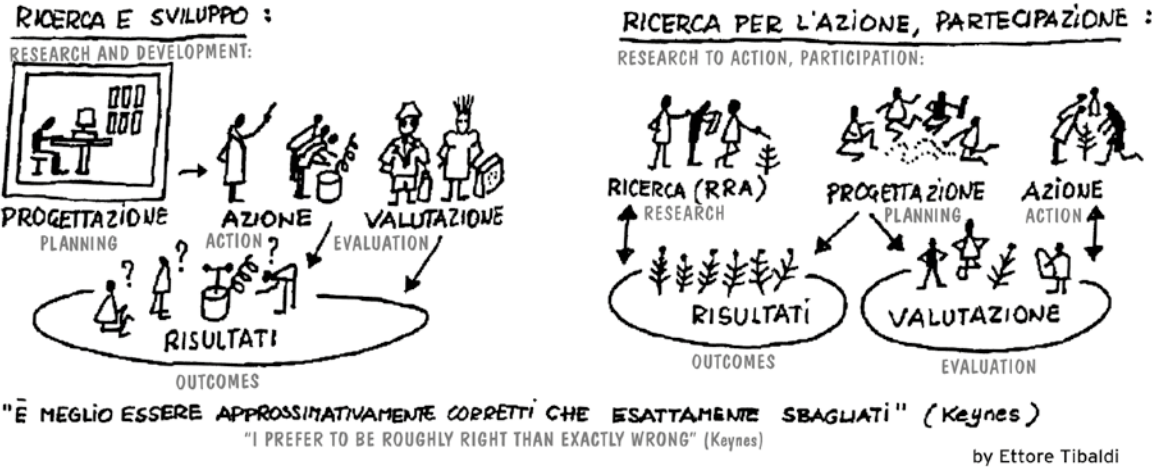 RICERCA E SVILUPPO :
RESEARCH AND DEVELOPMENT:
PROGETTAZIONE
PLANNING
AZIONE
ACTION
VALUTAZIONE
EVALUATION
? ? ?
RISULTATI
OUTCOMES
RICERCA PER L'AZIONE, PARTECIPAZIONE :
RESEARCH TO ACTION, PARTICIPATION:
RICERCA (RRA)
RESEARCH
PROGETTAZIONE
PLANNING
AZIONE
ACTION
RISULTATI
OUTCOMES
VALUTAZIONE
EVALUATION
"È MEGLIO ESSERE APPROSSIMATIVAMENTE CORRETTI CHE ESATTAMENTE SBAGLIATI" (Keynes)
"I PREFER TO BE ROUGHLY RIGHT THAN EXACTLY WRONG" (Keynes)
by Ettore Tibaldi